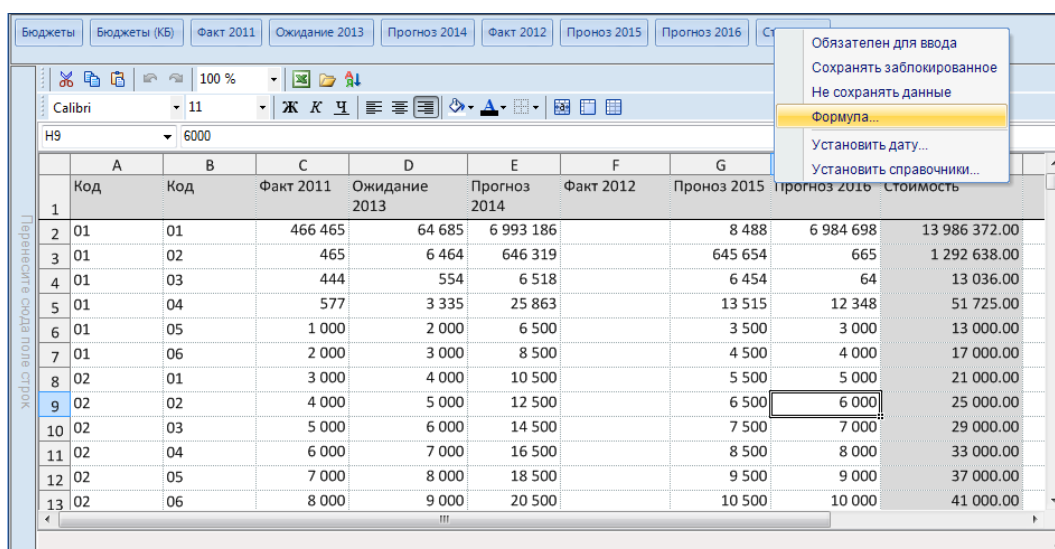 Бюджеты Бюджеты (КБ) Факт 2011 Ожидание 2013 Прогноз 2014 Факт 2012 Проноз 2015 Прогноз 2016
Обязателен для ввода
Сохранять заблокированное
Не сохранять данные
Формула...
Установить дату...
Установить справочники...
100 %
Calibri 11 Ж К Ч
H9 6000
A B C D E F G
Код Код Факт 2011 Ожидание 2013 Прогноз 2014 Факт 2012 Проноз 2015 Прогноз 2016 Стоимость
1
2 01 01 466 465 64 685 6 993 186 8 488 6 984 698 13 986 372.00
3 01 02 465 6 464 646 319 645 654 665 1 292 638.00
4 01 03 444 554 6 518 6 454 64 13 036.00
5 01 04 577 3 335 25 863 13 515 12 348 51 725.00
6 01 05 1 000 2 000 6 500 3 500 3 000 13 000.00
7 01 06 2 000 3 000 8 500 4 500 4 000 17 000.00
8 02 01 3 000 4 000 10 500 5 500 5 000 21 000.00
9 02 02 4 000 5 000 12 500 6 500 6 000 25 000.00
10 02 03 5 000 6 000 14 500 7 500 7 000 29 000.00
11 02 04 6 000 7 000 16 500 8 500 8 000 33 000.00
12 02 05 7 000 8 000 18 500 9 500 9 000 37 000.00
13 02 06 8 000 9 000 20 500 10 500 10 000 41 000.00
Перенесите сюда поле строк